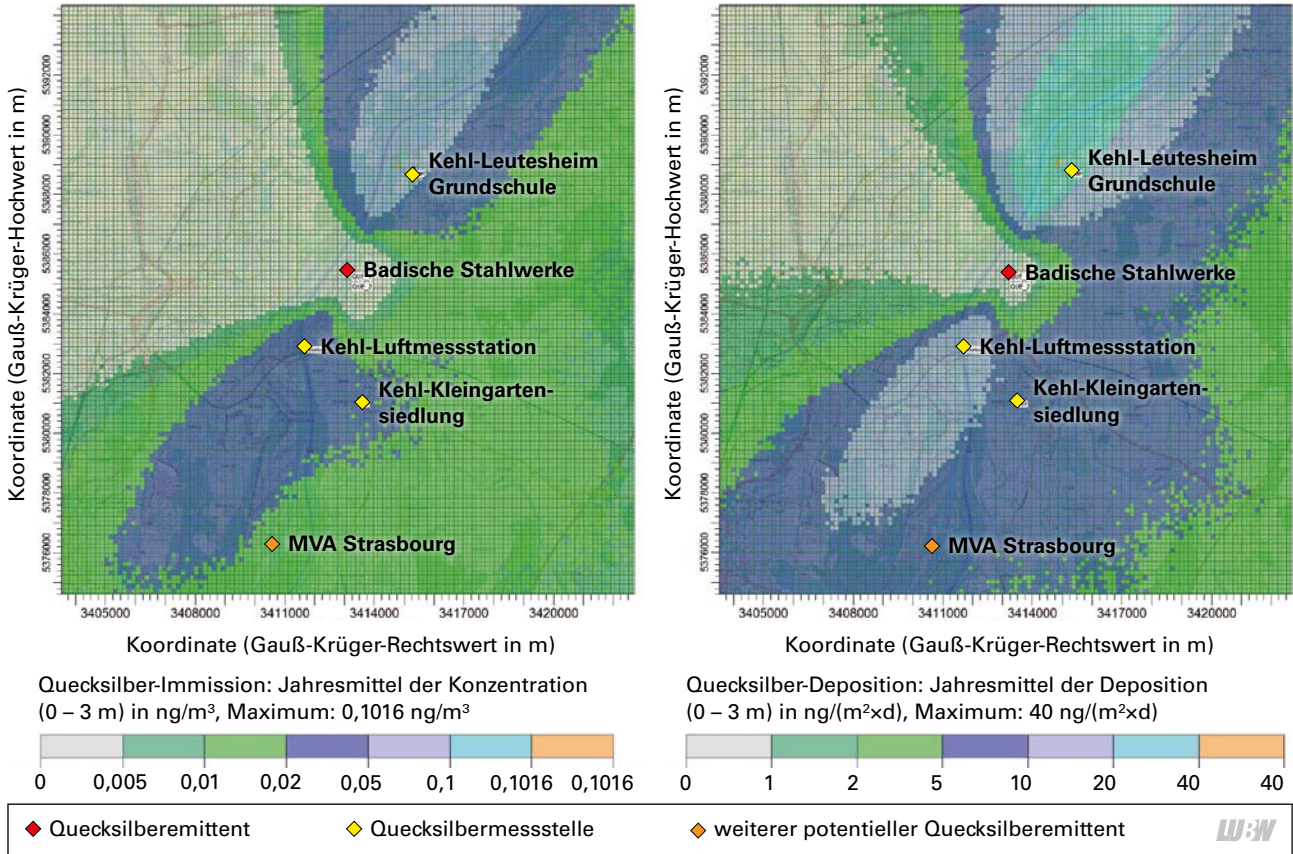 Koordinate (Gauß-Krüger-Hochwert in m)
5392000
5390000
5388000
5386000
5384000
5382000
5380000
5378000
5376000
Kehl-Leutesheim
Grundschule
Badische Stahlwerke
Kehl-Luftmessstation
Kehl-Kleingarten-
siedlung
MVA Strasbourg
3405000 3408000 3411000 3414000 3417000 3420000
Koordinate (Gauß-Krüger-Rechtswert in m)
Quecksilber-Immission: Jahresmittel der Konzentration
(0 – 3 m) in ng/m³, Maximum: 0,1016 ng/m³
0 0,005 0,01 0,02 0,05 0,1 0,1016 0,1016
Koordinate (Gauß-Krüger-Hochwert in m)
5392000
5390000
5388000
5386000
5384000
5382000
5380000
5378000
5376000
Kehl-Leutesheim
Grundschule
Badische Stahlwerke
Kehl-Luftmessstation
Kehl-Kleingarten-
siedlung
MVA Strasbourg
3405000 3408000 3411000 3414000 3417000 3420000
Koordinate (Gauß-Krüger-Rechtswert in m)
Quecksilber-Deposition: Jahresmittel der Deposition
(0 – 3 m) in ng/(m²×d), Maximum: 40 ng/(m²×d)
0 1 2 5 10 20 40 40
Quecksilberemittent Quecksilbermessstelle weiterer potentieller Quecksilberemittent LUBW